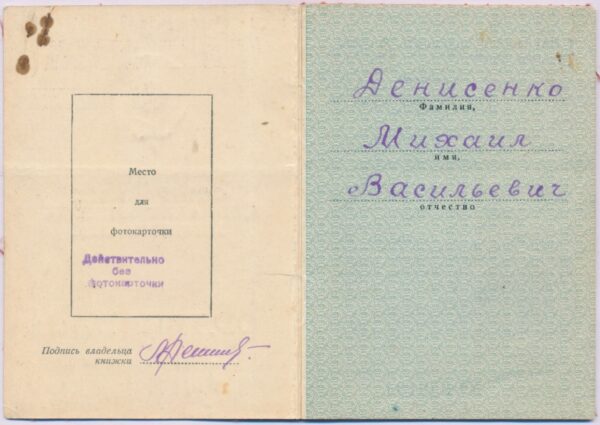 Место
для
фотокарточки
Действительно
без
фотокарточки
Подпись владельца
книжки
Денисенко
Фамилия,
Михаил
имя,
Васильевич
отчество